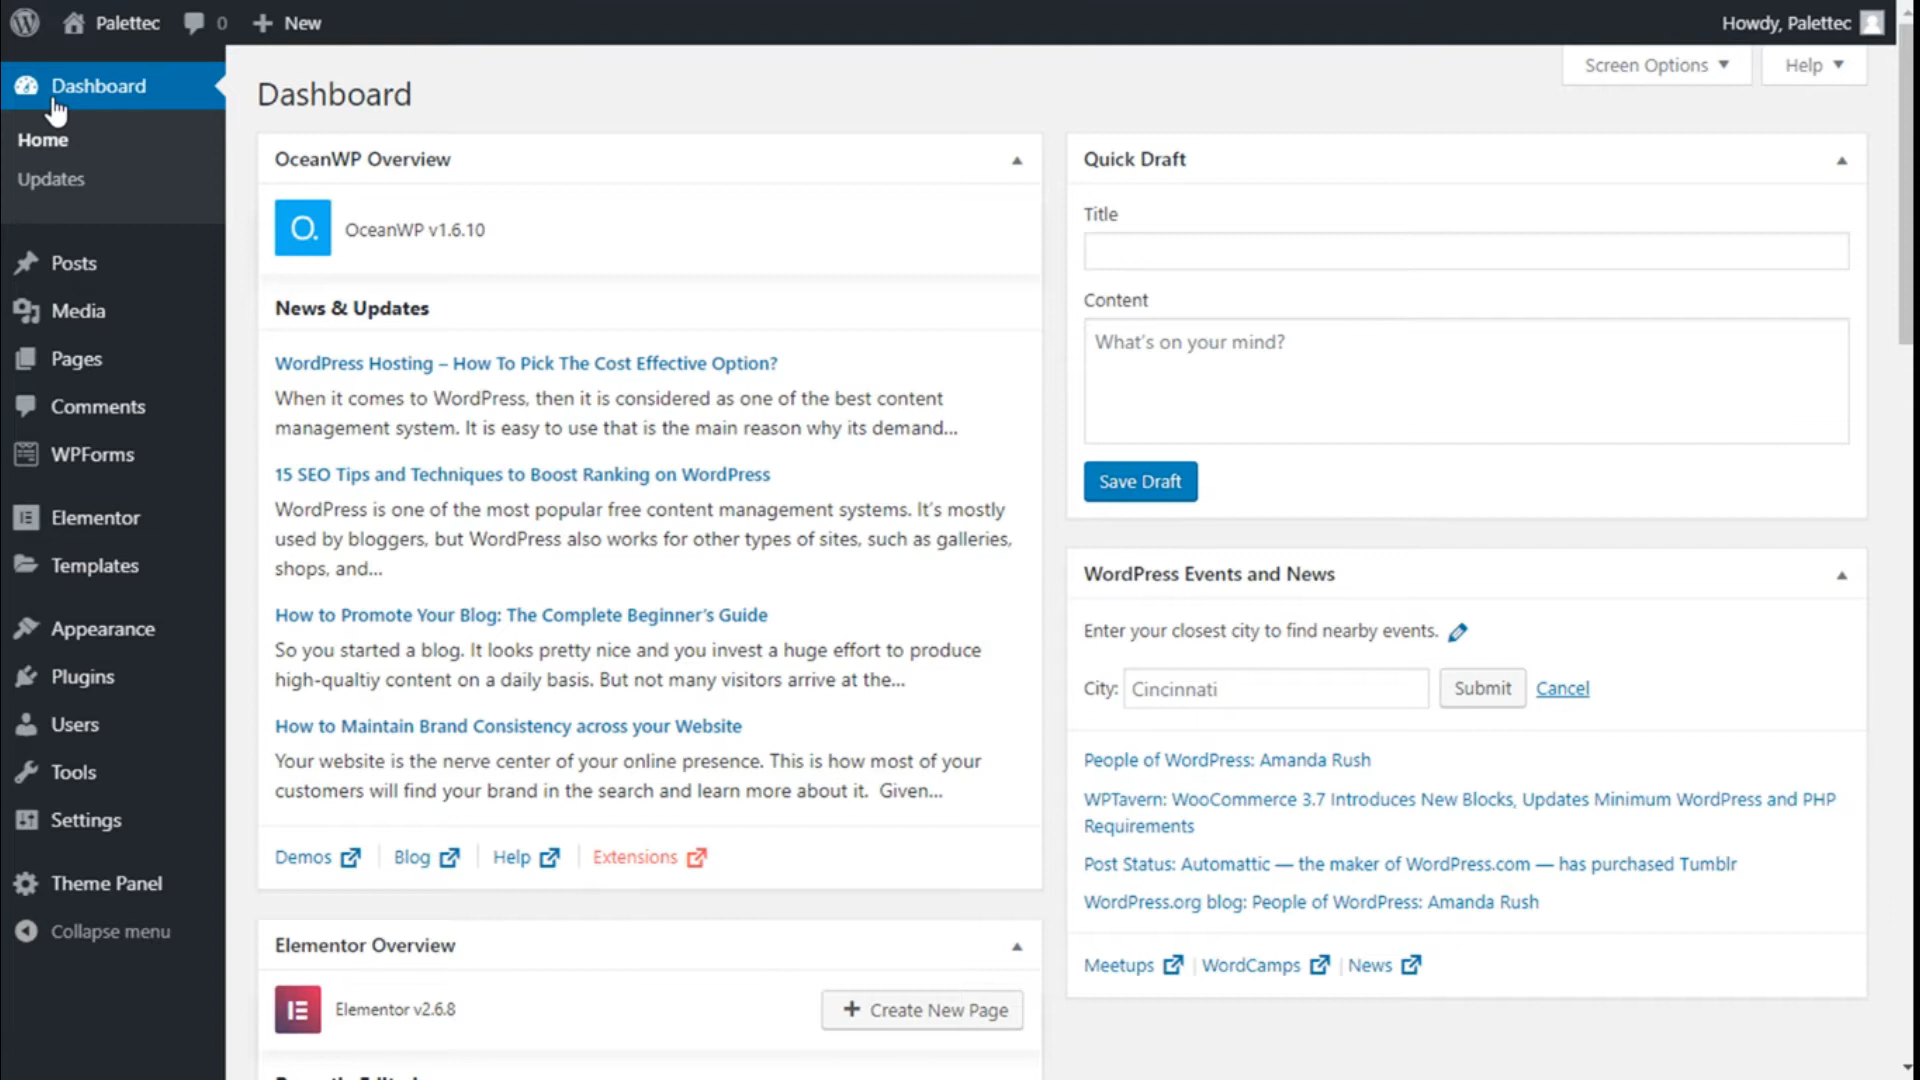 Palettec 0 New Howdy, Palettec
Dashboard
Home
Updates
Posts
Media
Pages
Comments
WPForms
Elementor
Templates
Appearance
Plugins
Users
Tools
Settings
Theme Panel
Collapse menu
Screen Options Help
Dashboard
OceanWP Overview
O.
OceanWP v1.6.10
News & Updates
WordPress Hosting – How To Pick The Cost Effective Option?
When it comes to WordPress, then it is considered as one of the best content
management system. It is easy to use that is the main reason why its demand...
15 SEO Tips and Techniques to Boost Ranking on WordPress
WordPress is one of the most popular free content management systems. It's mostly
used by bloggers, but WordPress also works for other types of sites, such as galleries,
shops, and...
How to Promote Your Blog: The Complete Beginner's Guide
So you started a blog. It looks pretty nice and you invest a huge effort to produce
high-qualtiy content on a daily basis. But not many visitors arrive at the...
How to Maintain Brand Consistency across your Website
Your website is the nerve center of your online presence. This is how most of your
customers will find your brand in the search and learn more about it. Given...
Demos Blog Help Extensions
Elementor Overview
Elementor v2.6.8
Create New Page
Quick Draft
Title
Content
What's on your mind?
Save Draft
WordPress Events and News
Enter your closest city to find nearby events.
City: Cincinnati Submit Cancel
People of WordPress: Amanda Rush
WPTavern: WooCommerce 3.7 Introduces New Blocks, Updates Minimum WordPress and PHP
Requirements
Post Status: Automattic — the maker of WordPress.com — has purchased Tumblr
WordPress.org blog: People of WordPress: Amanda Rush
Meetups WordCamps News